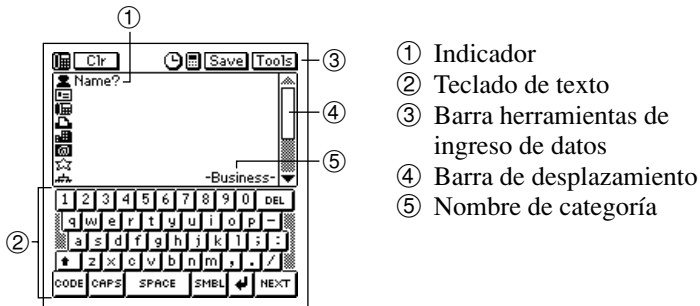 ①
Clr Save Tools ③
Name?
④
⑤
-Business-
1 2 3 4 5 6 7 8 9 0 DEL
q w e r t y u i o p -
②
a s d f g h j k l ; :
z x c v b n m , . /
CODE CAPS SPACE SMBL NEXT
① Indicador
② Teclado de texto
③ Barra herramientas de
ingreso de datos
④ Barra de desplazamiento
⑤ Nombre de categoría